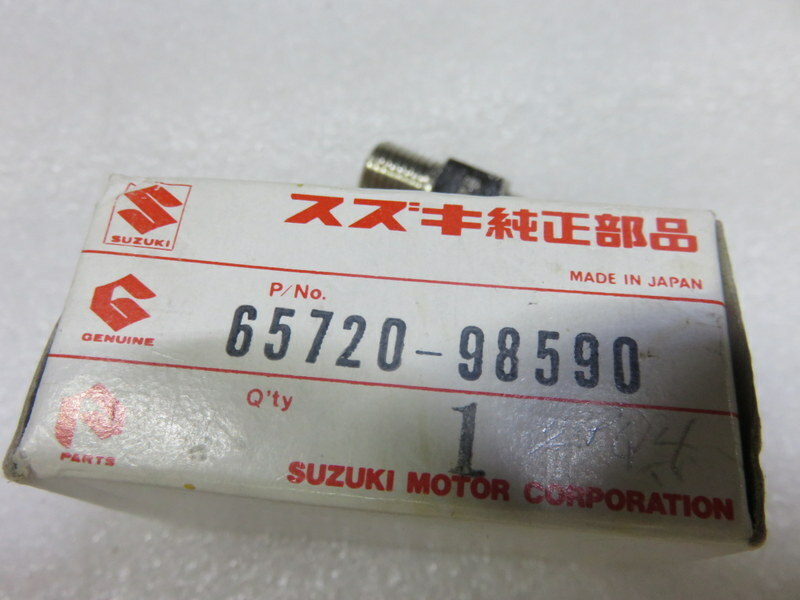 SUZUKI
スズキ純正部品
MADE IN JAPAN
GENUINE
P/No.
65720-98590
Q'ty
1
PARTS
SUZUKI MOTOR CORPORATION